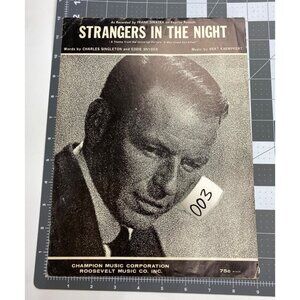 As Recorded by FRANK SINATRA on Reprise Records
STRANGERS IN THE NIGHT
Words by CHARLES SINGLETON and EDDIE SNYDER
Music by BERT KAEMPFERT
003
CHAMPION MUSIC CORPORATION
ROOSEVELT MUSIC CO. INC.
75¢